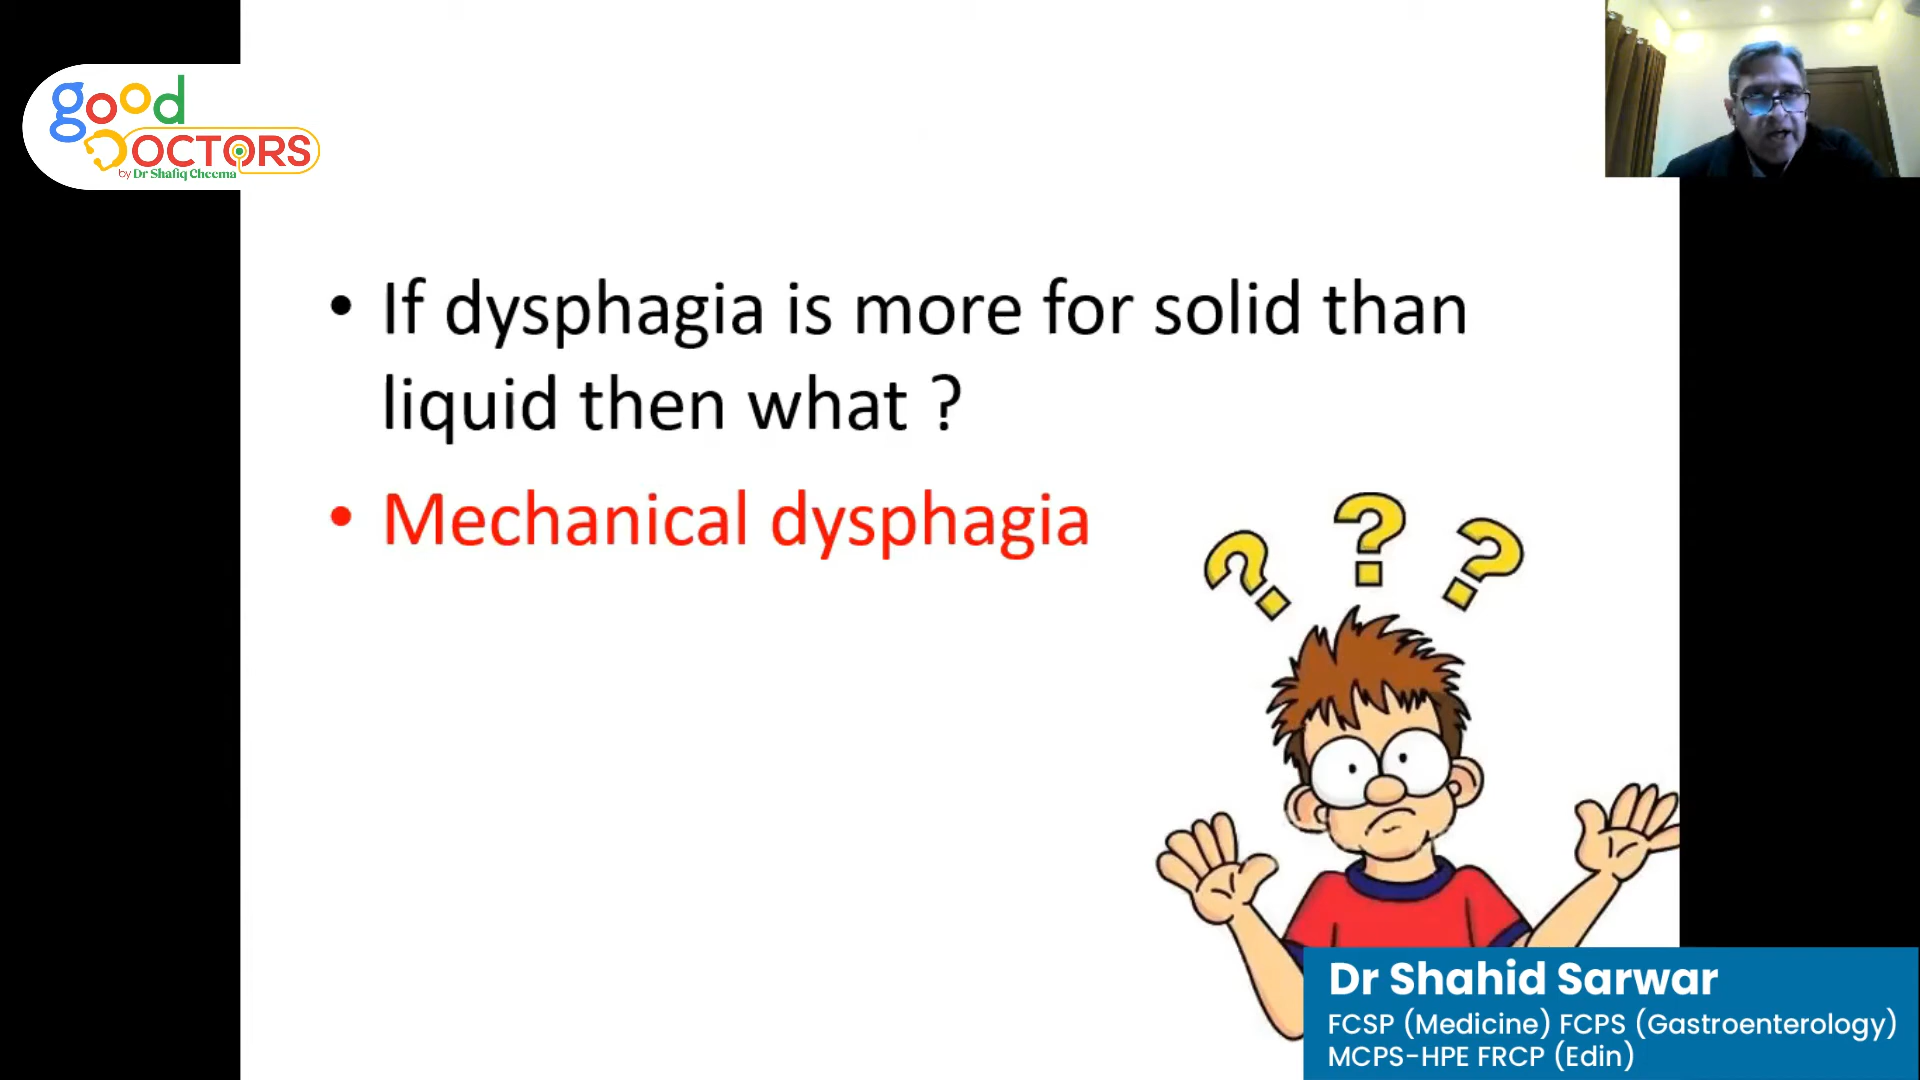 good
DOCTORS
by Dr Shafiq Cheema
• If dysphagia is more for solid than
liquid then what ?
• Mechanical dysphagia
? ? ?
Dr Shahid Sarwar
FCSP (Medicine) FCPS (Gastroenterology)
MCPS-HPE FRCP (Edin)